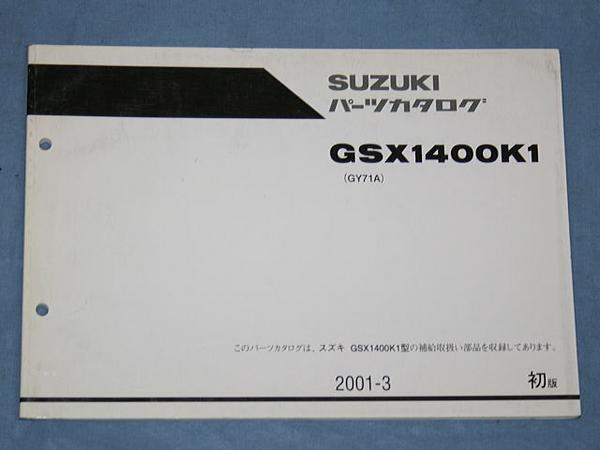 SUZUKI
パーツカタログ
GSX1400K1
(GY71A)
このパーツカタログは、スズキ GSX1400K1型の補給取扱い部品を収録してあります。
2001-3 初版